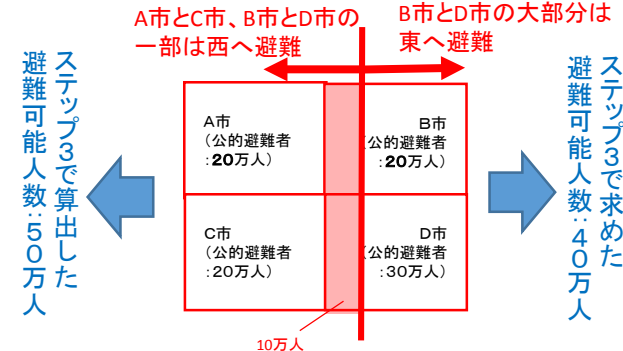 A市とC市、B市とD市の
一部は西へ避難
B市とD市の大部分は
東へ避難
ステップ3で算出した
避難可能人数:50万人
A市
(公的避難者
:20万人)
B市
(公的避難者
:20万人)
C市
(公的避難者
:20万人)
D市
(公的避難者
:30万人)
ステップ3で求めた
避難可能人数:40万人
10万人